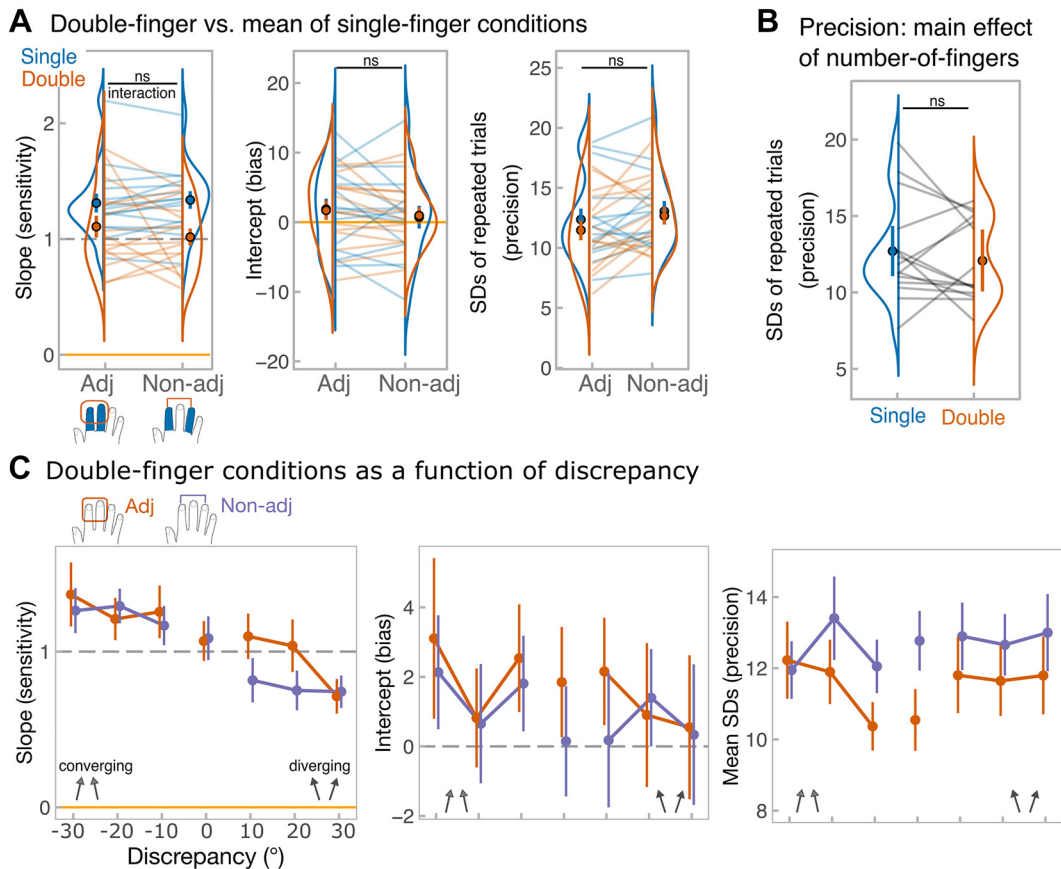 A Double-finger vs. mean of single-finger conditions
Single
Double
ns
interaction
Slope (sensitivity)
2
1
0
Adj
Non-adj
ns
Intercept (bias)
20
10
0
−10
−20
Adj
Non-adj
ns
SDs of repeated trials
(precision)
25
20
15
10
5
0
Adj
Non-adj
B Precision: main effect
of number-of-fingers
ns
SDs of repeated trials
(precision)
20
15
10
5
Single
Double
C Double-finger conditions as a function of discrepancy
Adj
Non-adj
Slope (sensitivity)
1
0
converging
diverging
-30 -20 -10 0 10 20 30
Discrepancy (°)
Intercept (bias)
4
2
0
−2
Mean SDs (precision)
14
12
10
8